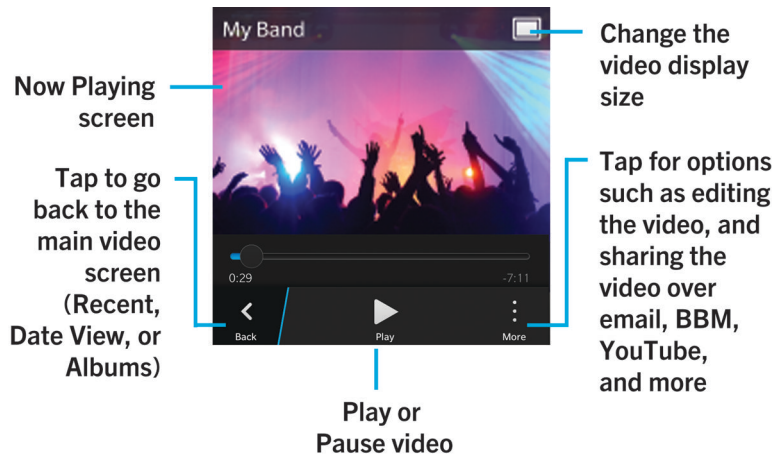 My Band
Change the
video display
size
Now Playing
screen
Tap to go
back to the
main video
screen
(Recent,
Date View, or
Albums)
Tap for options
such as editing
the video, and
sharing the
video over
email, BBM,
YouTube,
and more
0:29
-7:11
Back
Play
More
Play or
Pause video